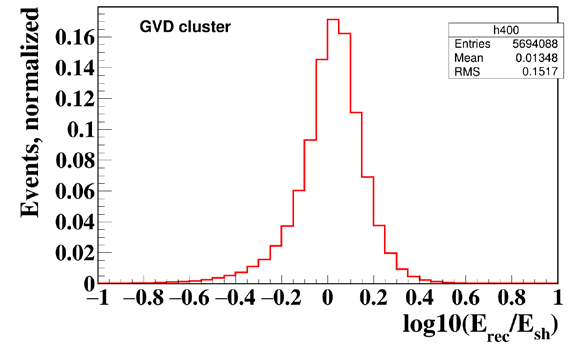 GVD cluster
h400
Entries 5694088
Mean 0.01348
RMS 0.1517
Events, normalized
0.16
0.14
0.12
0.1
0.08
0.06
0.04
0.02
0
−1 −0.8 −0.6 −0.4 −0.2 0 0.2 0.4 0.6 0.8 1
log10(E_rec/E_sh)